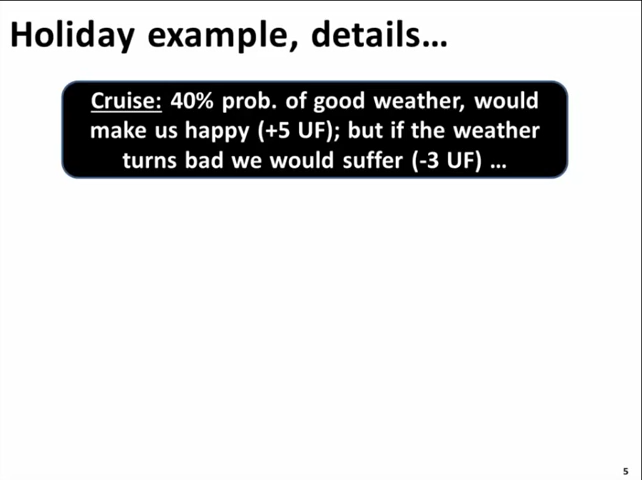 Holiday example, details…
Cruise: 40% prob. of good weather, would
make us happy (+5 UF); but if the weather
turns bad we would suffer (-3 UF) …
5